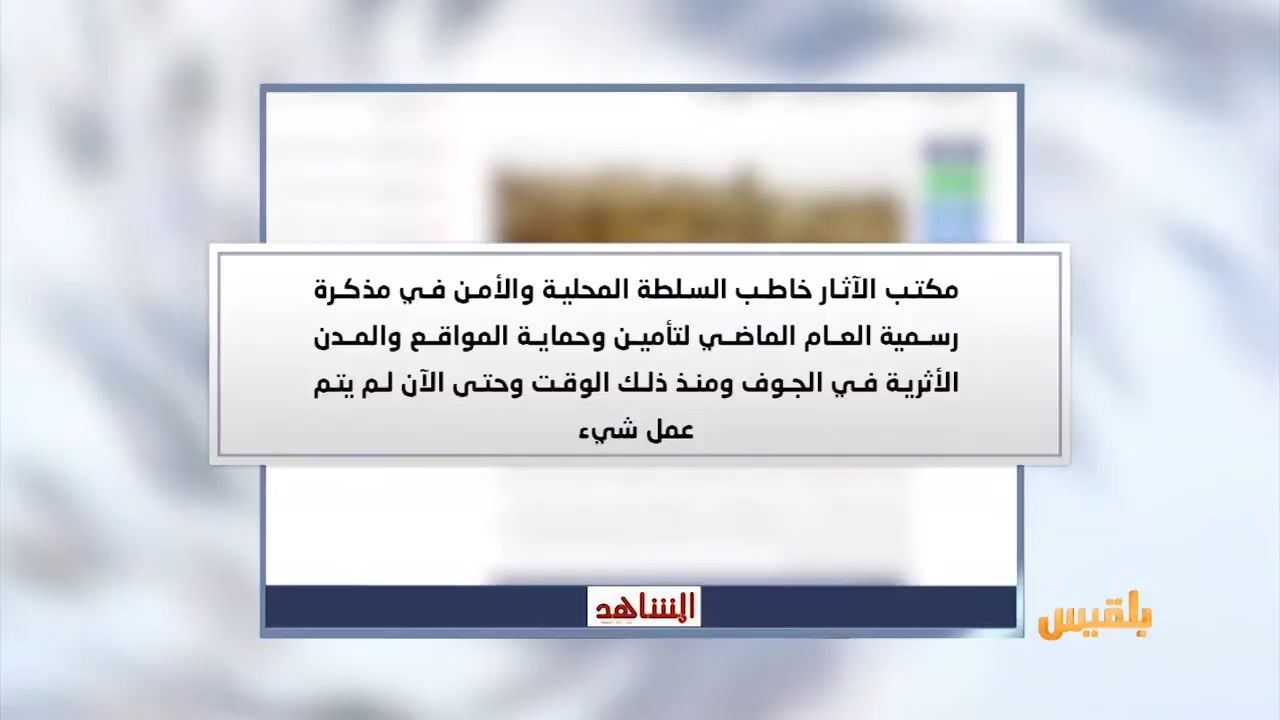 مكتب الآثار خاطب السلطة المحلية والأمن في مذكرة
رسمية العام الماضي لتأمين وحماية المواقع والمدن
الأثرية في الجوف ومنذ ذلك الوقت وحتى الآن لم يتم
عمل شيء
المشاهد
بلقيس